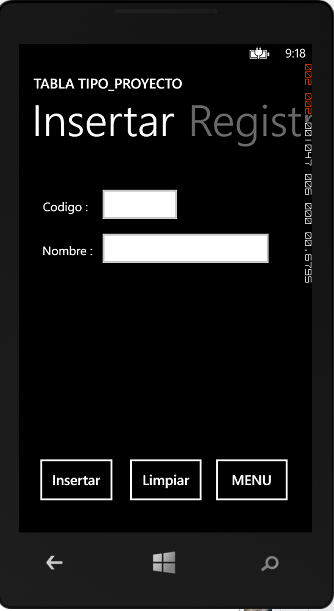 9:18
TABLA TIPO_PROYECTO
Insertar Regist
Codigo :
Nombre :
Insertar Limpiar MENU